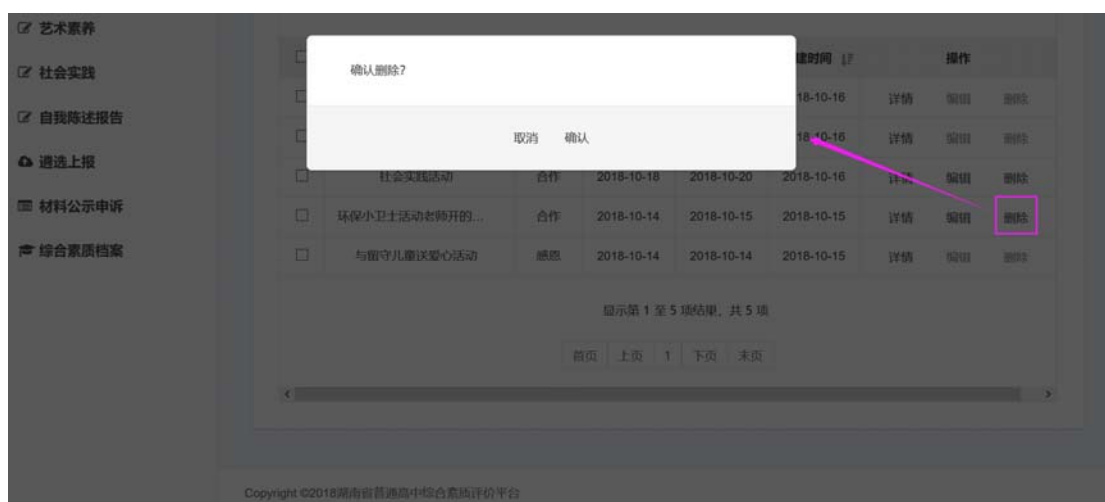 艺术素养
社会实践
自我陈述报告
遴选上报
材料公示申诉
综合素质档案
确认删除?
取消 确认
建时间 操作
18-10-16 详情 编辑 删除
18-10-16 详情 编辑 删除
社会实践活动 合作 2018-10-18 2018-10-20 2018-10-16 详情 编辑 删除
环保小卫士活动老师开的... 合作 2018-10-14 2018-10-15 2018-10-15 详情 编辑 删除
与留守儿童送爱心活动 感恩 2018-10-14 2018-10-14 2018-10-15 详情 编辑 删除
显示第 1 至 5 项结果，共 5 项
首页 上页 1 下页 末页
Copyright ©2018湖南省普通高中综合素质评价平台